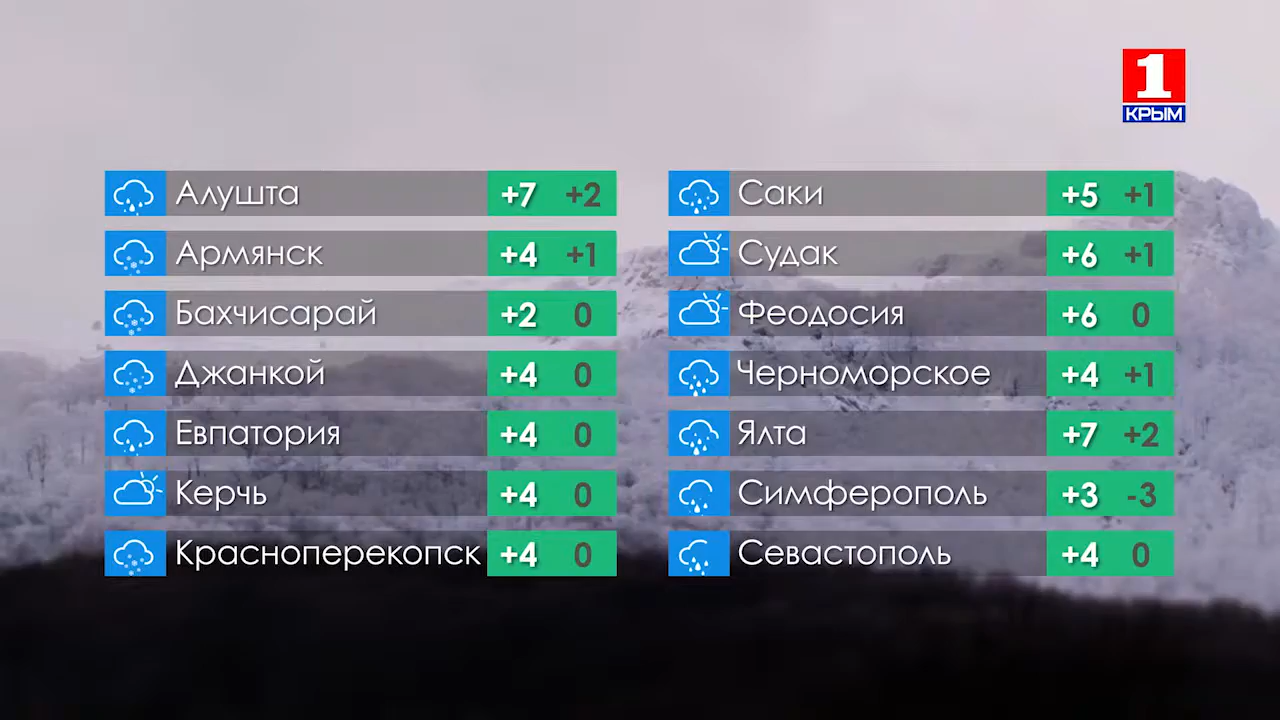 1
КРЫМ
Алушта +7 +2
Армянск +4 +1
Бахчисарай +2 0
Джанкой +4 0
Евпатория +4 0
Керчь +4 0
Красноперекопск +4 0
Саки +5 +1
Судак +6 +1
Феодосия +6 0
Черноморское +4 +1
Ялта +7 +2
Симферополь +3 -3
Севастополь +4 0